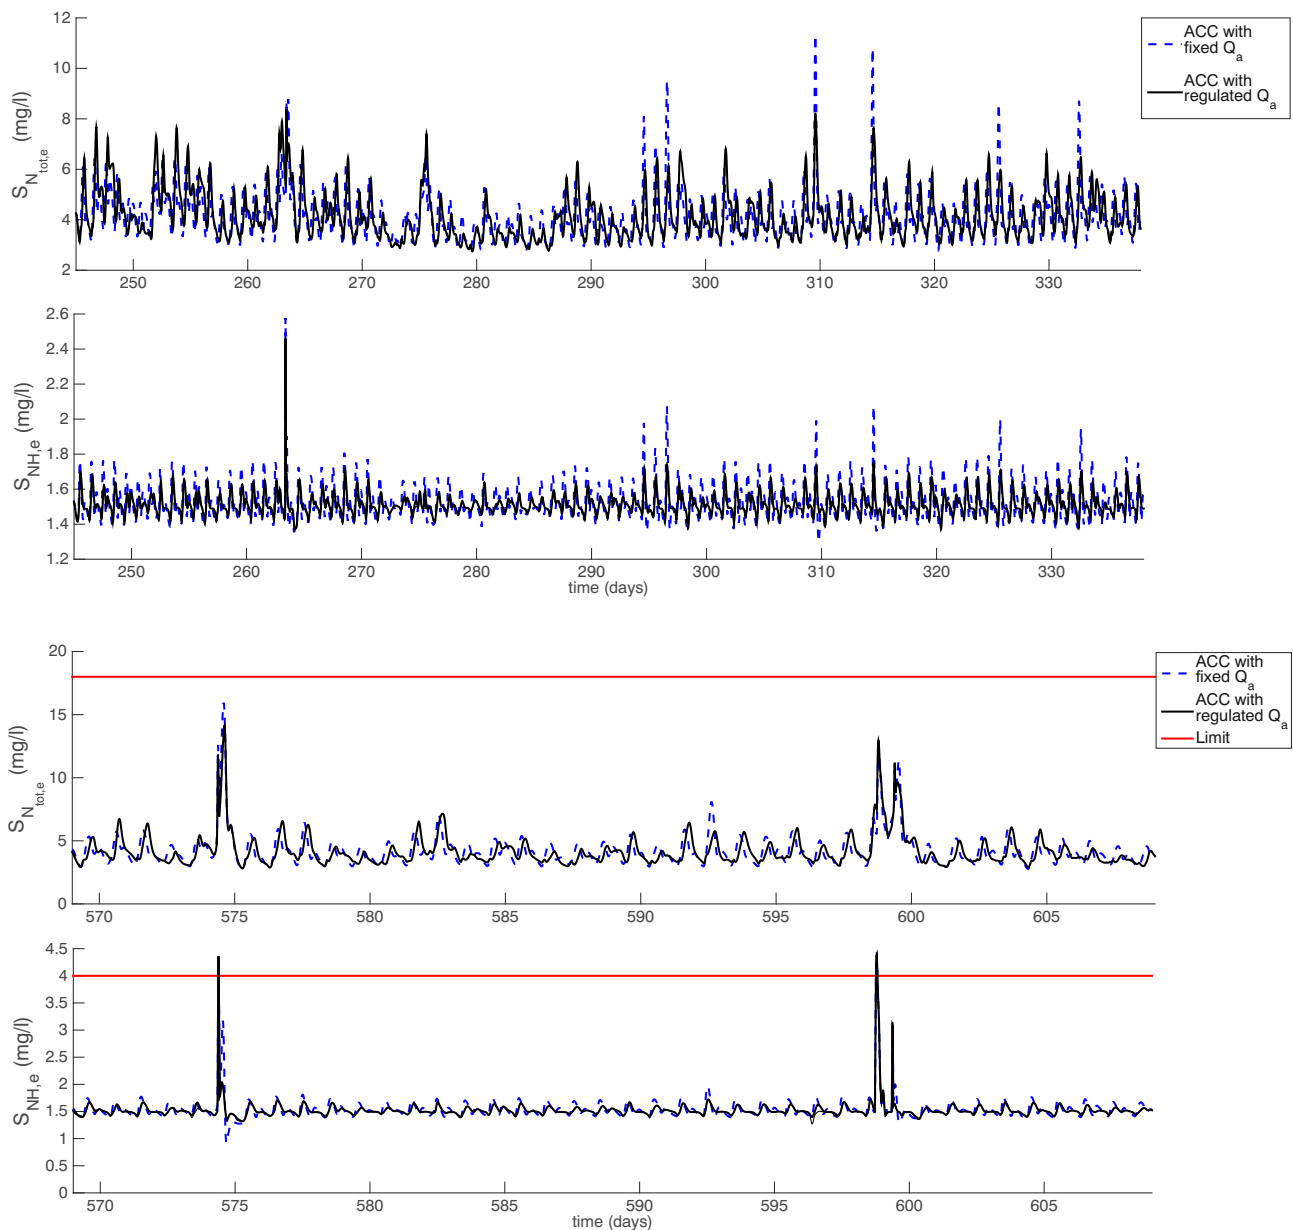 12
10
8
6
4
2
S_Ntot,e (mg/l)
250 260 270 280 290 300 310 320 330
ACC with
fixed Q_a
ACC with
regulated Q_a
2.6
2.4
2.2
2
1.8
1.6
1.4
1.2
S_NH,e (mg/l)
250 260 270 280 290 300 310 320 330
time (days)
20
15
10
5
0
S_Ntot,e (mg/l)
570 575 580 585 590 595 600 605
ACC with
fixed Q_a
ACC with
regulated Q_a
Limit
4.5
4
3.5
3
2.5
2
1.5
1
0.5
0
S_NH,e (mg/l)
570 575 580 585 590 595 600 605
time (days)